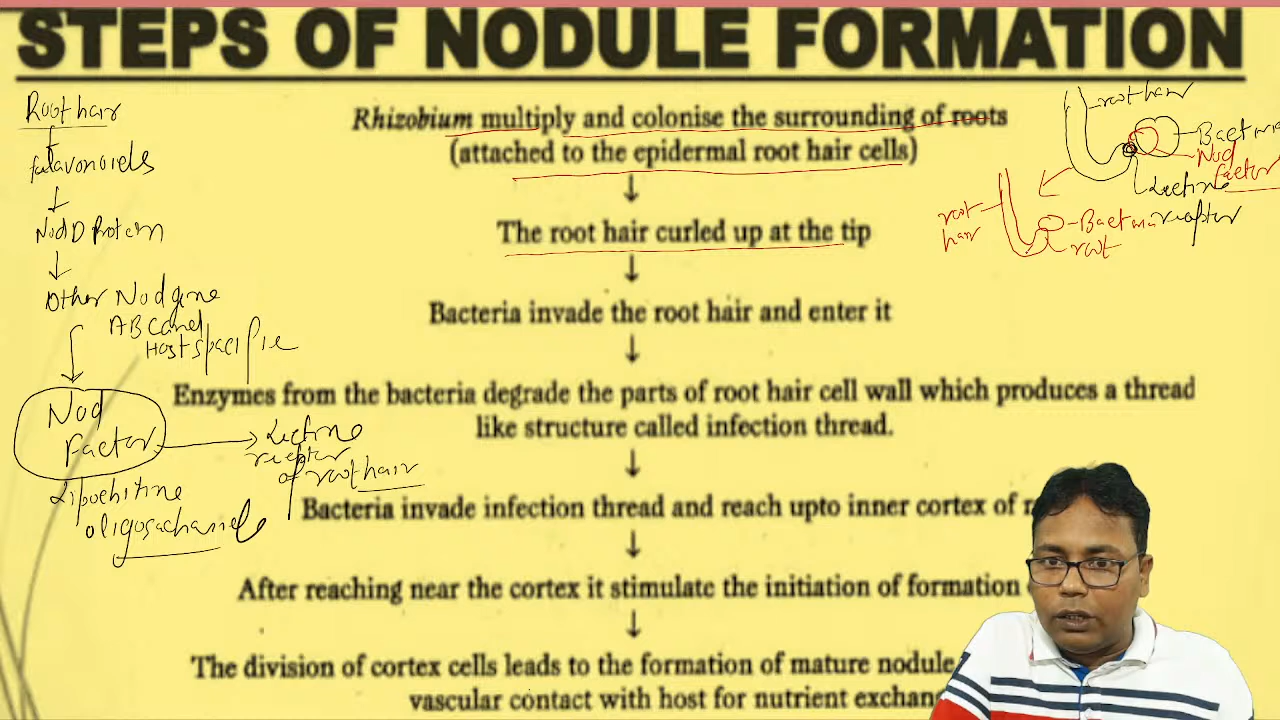 STEPS OF NODULE FORMATION
Root hair
falavonoids
NodD Protein
Other Nod gene
ABC and
Host spacific
Nod
Factor
Lipochitine
oligosacharride
Lectine
receptor
of root hair
Rhizobium multiply and colonise the surrounding of roots
(attached to the epidermal root hair cells)
↓
The root hair curled up at the tip
↓
Bacteria invade the root hair and enter it
↓
Enzymes from the bacteria degrade the parts of root hair cell wall which produces a thread
like structure called infection thread.
↓
Bacteria invade infection thread and reach upto inner cortex of
↓
After reaching near the cortex it stimulate the initiation of formation
↓
The division of cortex cells leads to the formation of mature nodule
vascular contact with host for nutrient exchan
root hair
Nod
factor
Lectine
receptor
root
hair
root